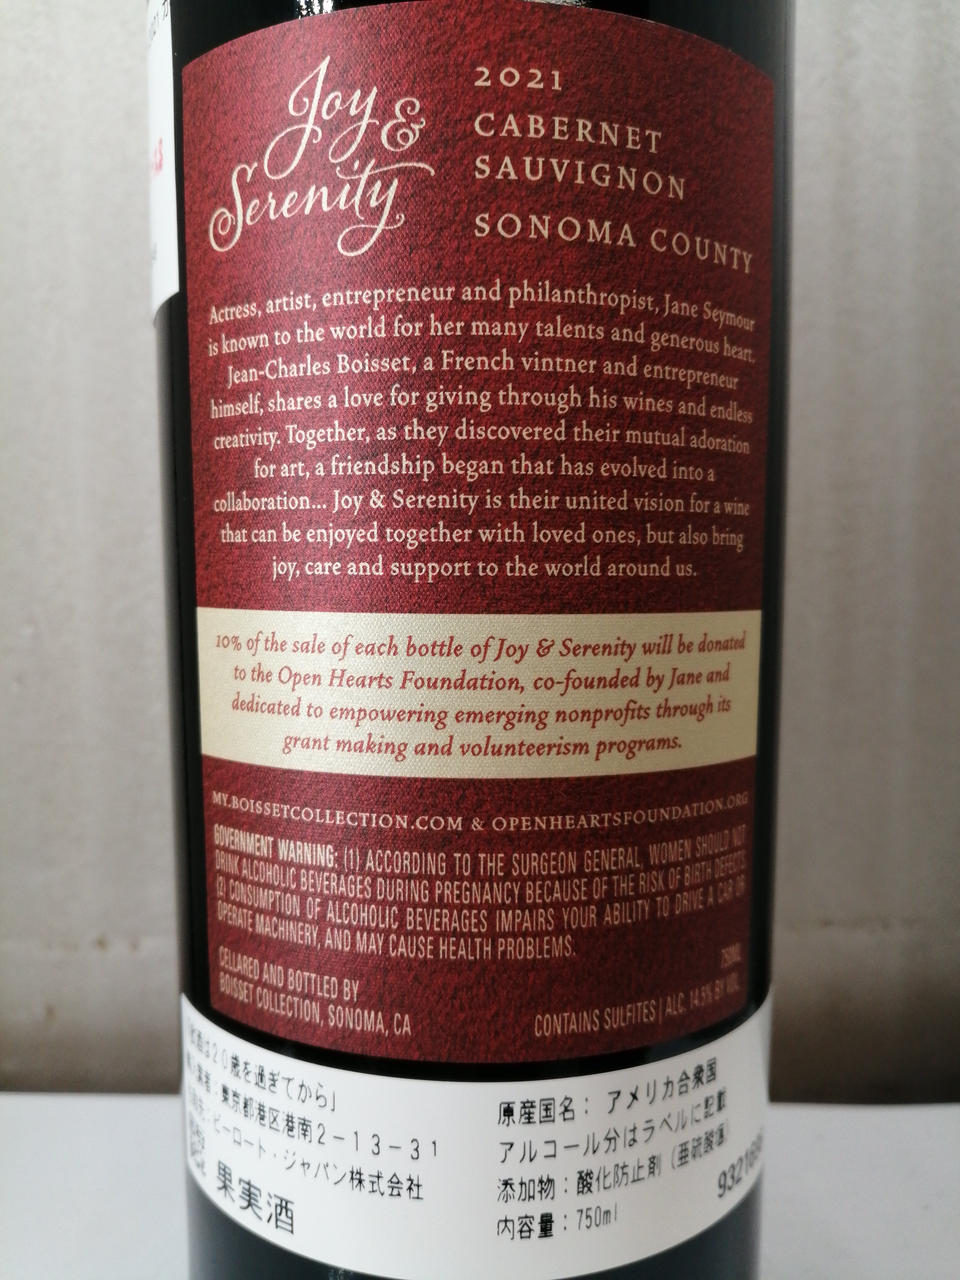 Joy &
Serenity
2021
CABERNET
SAUVIGNON
SONOMA COUNTY
Actress, artist, entrepreneur and philanthropist, Jane Seymour
is known to the world for her many talents and generous heart.
Jean-Charles Boisset, a French vintner and entrepreneur
himself, shares a love for giving through his wines and endless
creativity. Together, as they discovered their mutual adoration
for art, a friendship began that has evolved into a
collaboration... Joy & Serenity is their united vision for a wine
that can be enjoyed together with loved ones, but also bring
joy, care and support to the world around us.
10% of the sale of each bottle of Joy & Serenity will be donated
to the Open Hearts Foundation, co-founded by Jane and
dedicated to empowering emerging nonprofits through its
grant making and volunteerism programs.
MY.BOISSETCOLLECTION.COM & OPENHEARTSFOUNDATION.ORG
GOVERNMENT WARNING: (1) ACCORDING TO THE SURGEON GENERAL, WOMEN SHOULD NOT
DRINK ALCOHOLIC BEVERAGES DURING PREGNANCY BECAUSE OF THE RISK OF BIRTH DEFECTS.
(2) CONSUMPTION OF ALCOHOLIC BEVERAGES IMPAIRS YOUR ABILITY TO DRIVE A CAR OR
OPERATE MACHINERY, AND MAY CAUSE HEALTH PROBLEMS.
750ML
CELLARED AND BOTTLED BY
BOISSET COLLECTION, SONOMA, CA
CONTAINS SULFITES | ALC. 14.9% BY VOL.
酒は20歳を過ぎてから」
東京都港区港南2－13－31
ピーロート・ジャパン株式会社
果実酒
原産国名：アメリカ合衆国
アルコール分はラベルに記載
添加物：酸化防止剤（亜硫酸塩）
内容量：750ml